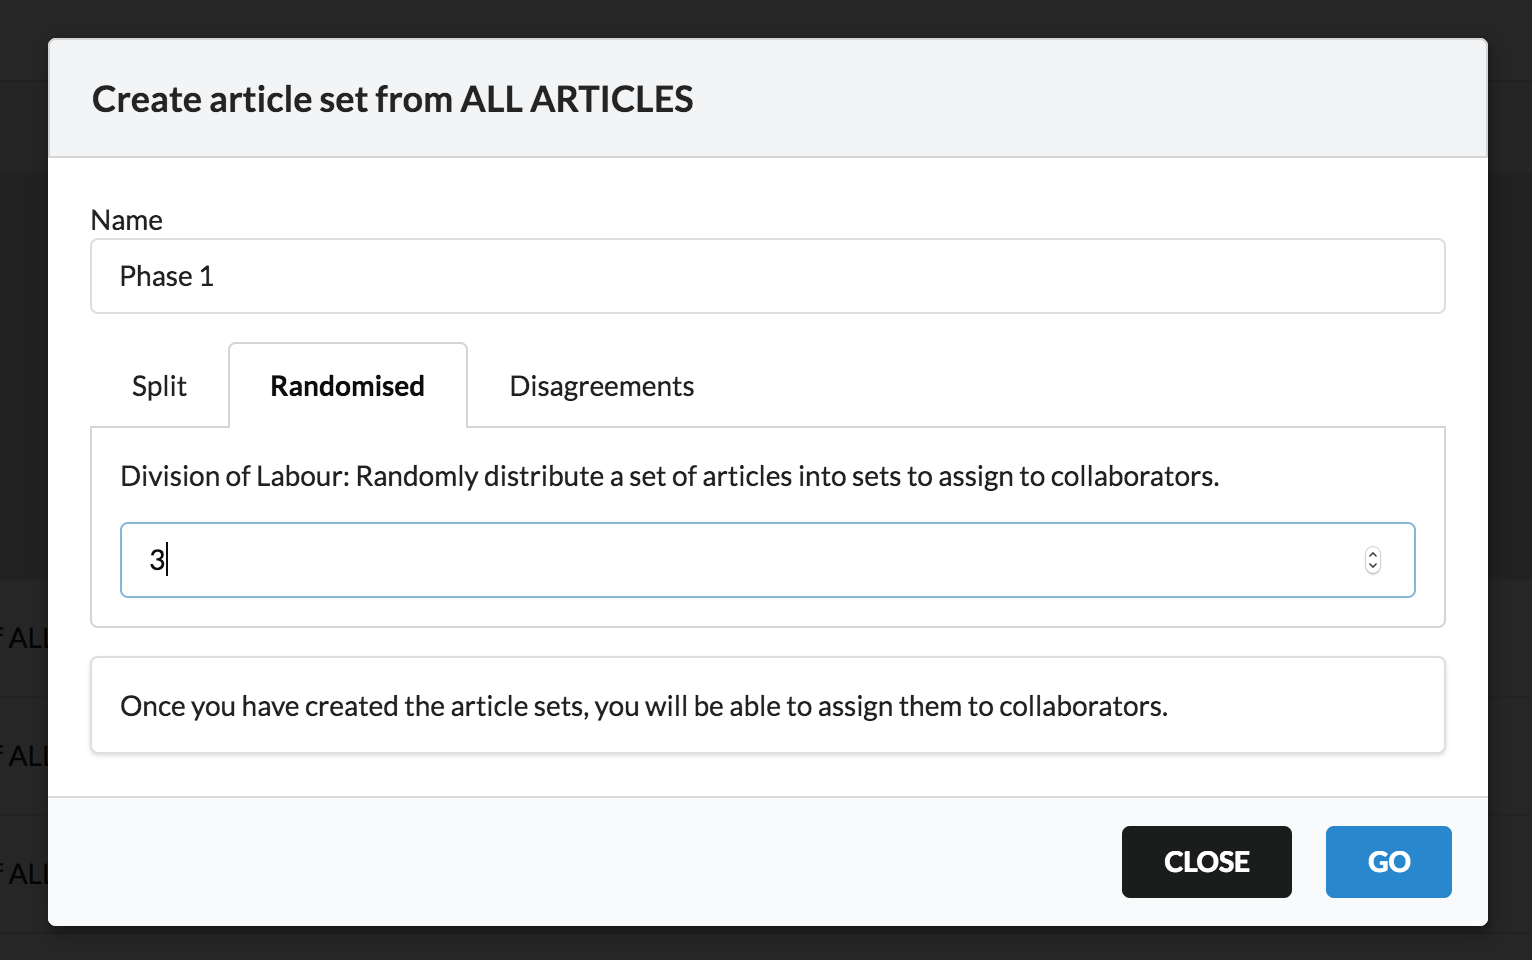 Create article set from ALL ARTICLES
Name
Phase 1
Split Randomised Disagreements
Division of Labour: Randomly distribute a set of articles into sets to assign to collaborators.
3
Once you have created the article sets, you will be able to assign them to collaborators.
ALL
ALL
ALL
CLOSE GO